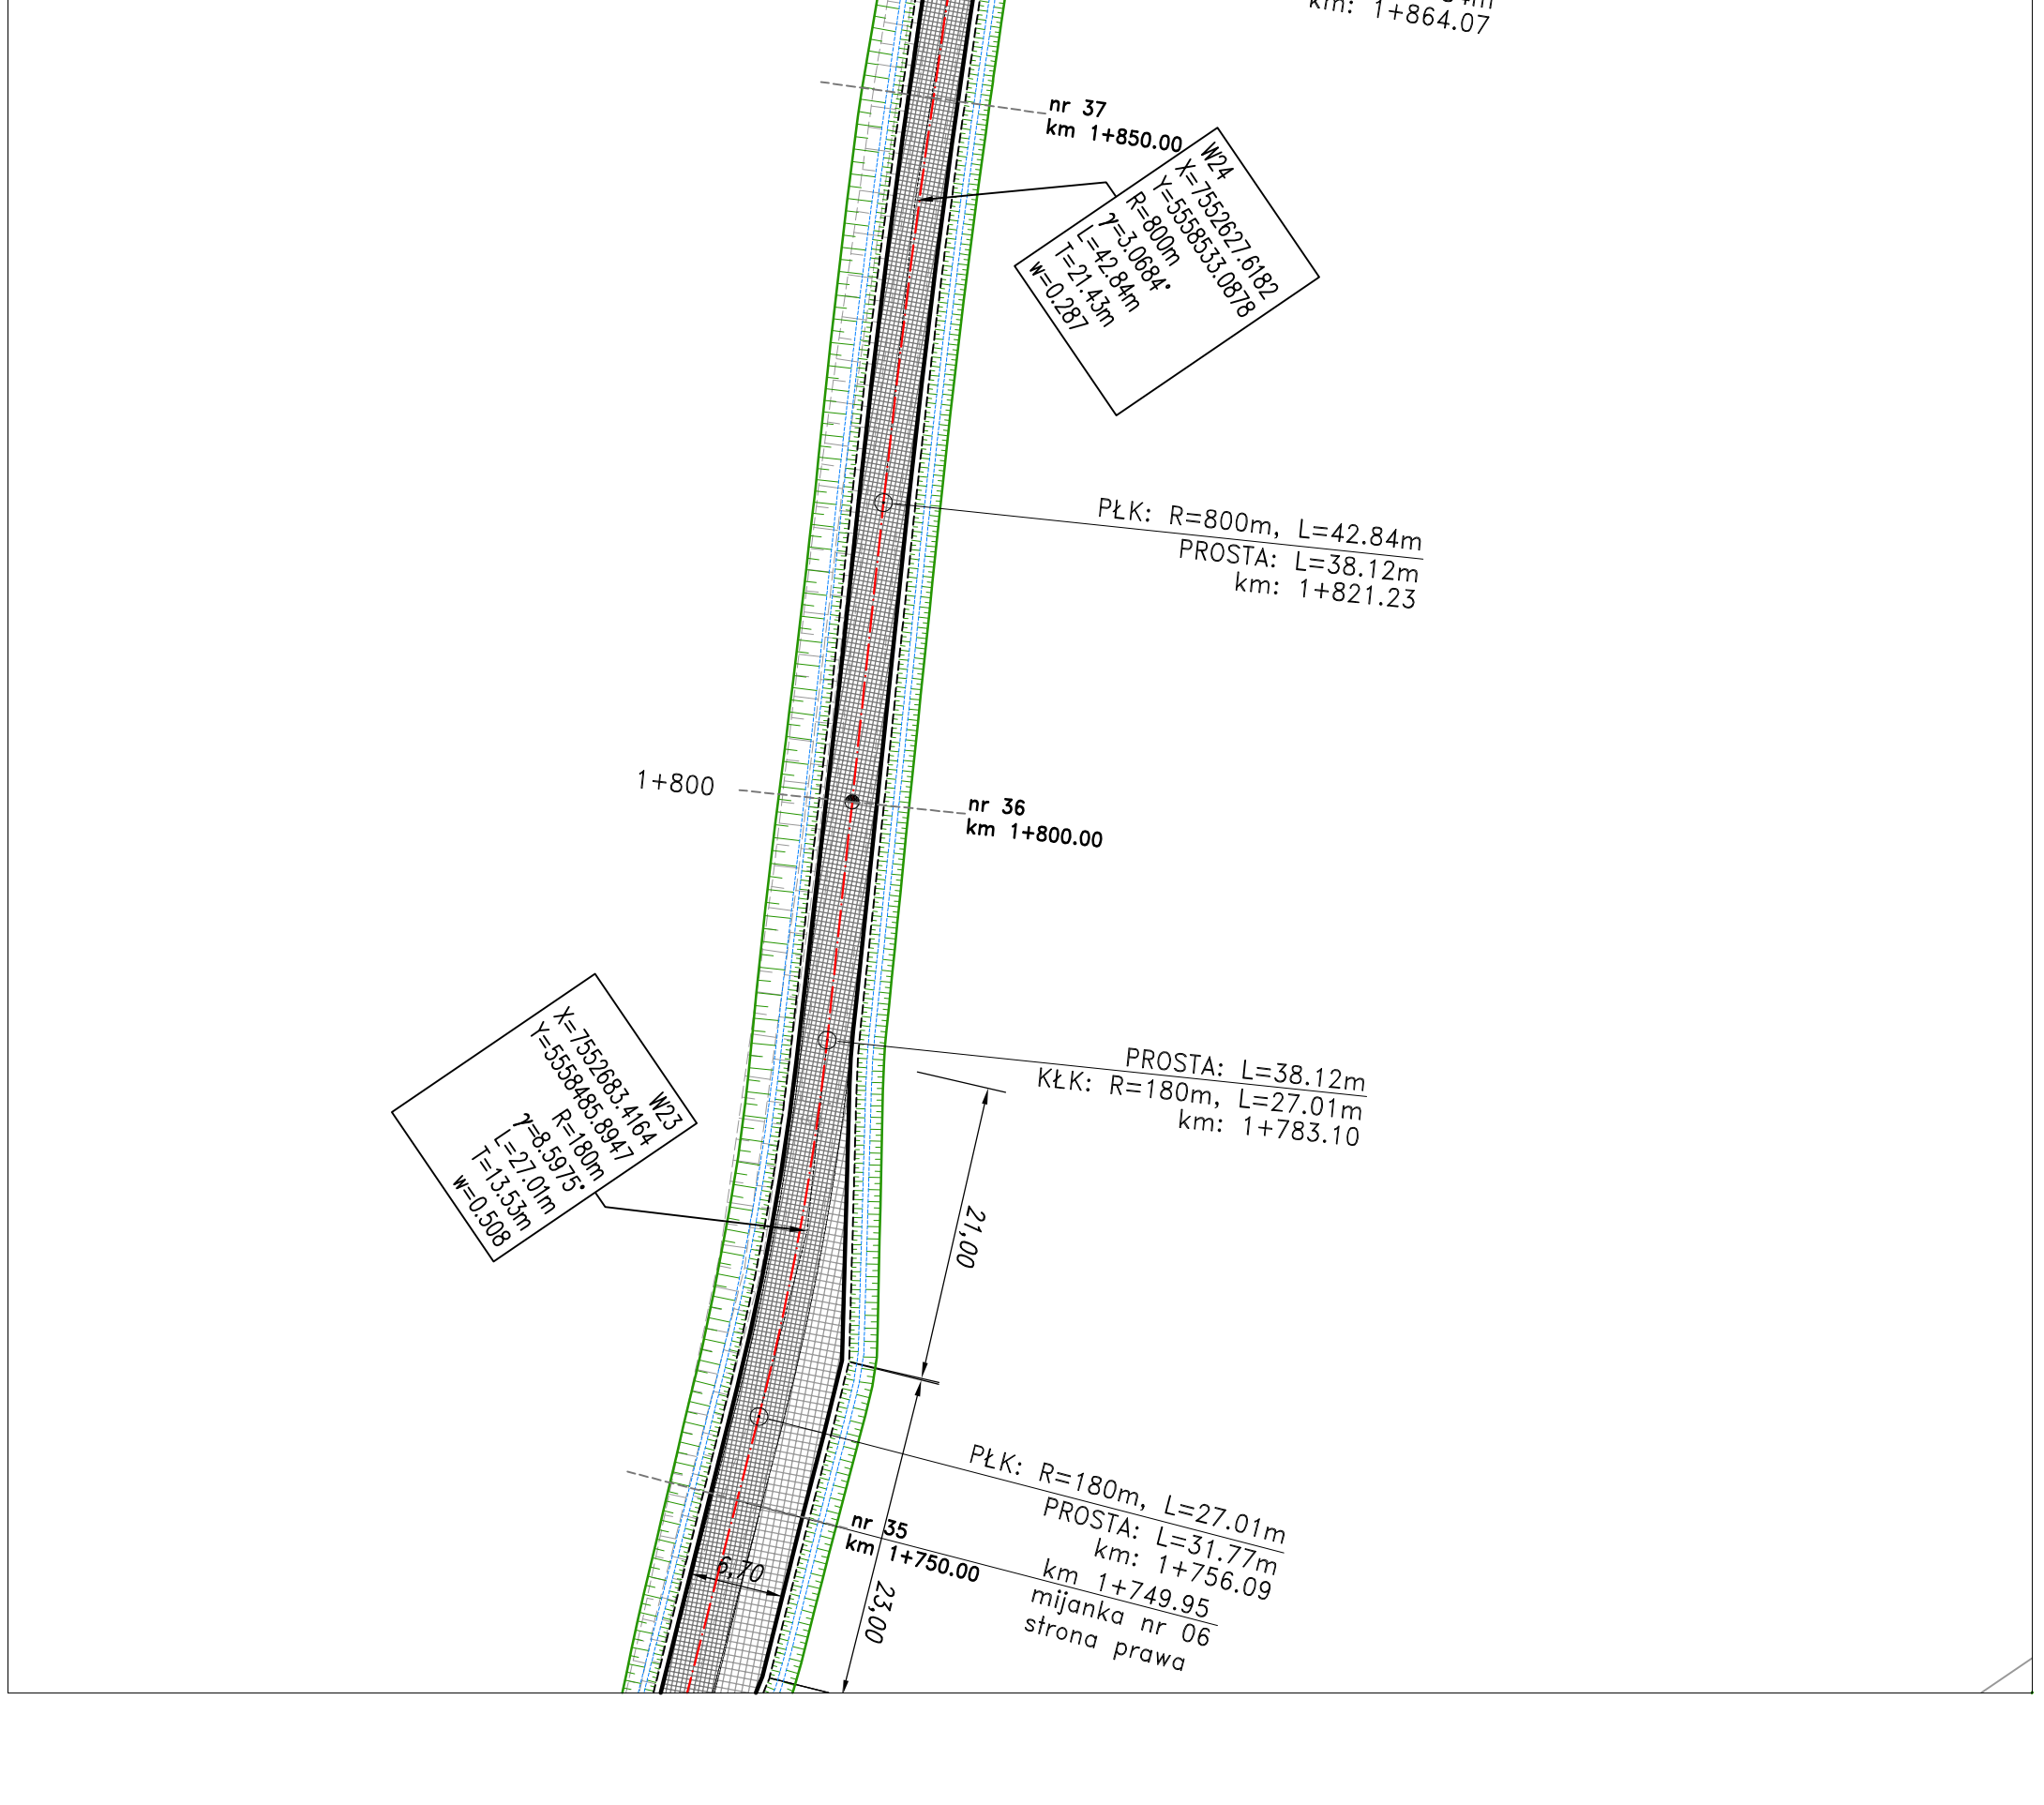 km: 1+864.07
nr 37
km 1+850.00
W24
X=7552627.6182
Y=5558533.0878
R=800m
γ=3.0684°
L=42.84m
T=21.43m
w=0.287
PŁK: R=800m, L=42.84m
PROSTA: L=38.12m
km: 1+821.23
1+800
nr 36
km 1+800.00
W23
X=7552683.4164
Y=5558485.8947
R=180m
γ=8.5975°
L=27.01m
T=13.53m
w=0.508
PROSTA: L=38.12m
KŁK: R=180m, L=27.01m
km: 1+783.10
21,00
PŁK: R=180m, L=27.01m
PROSTA: L=31.77m
km: 1+756.09
nr 35
km 1+750.00
km 1+749.95
mijanka nr 06
strona prawa
6,70
23,00